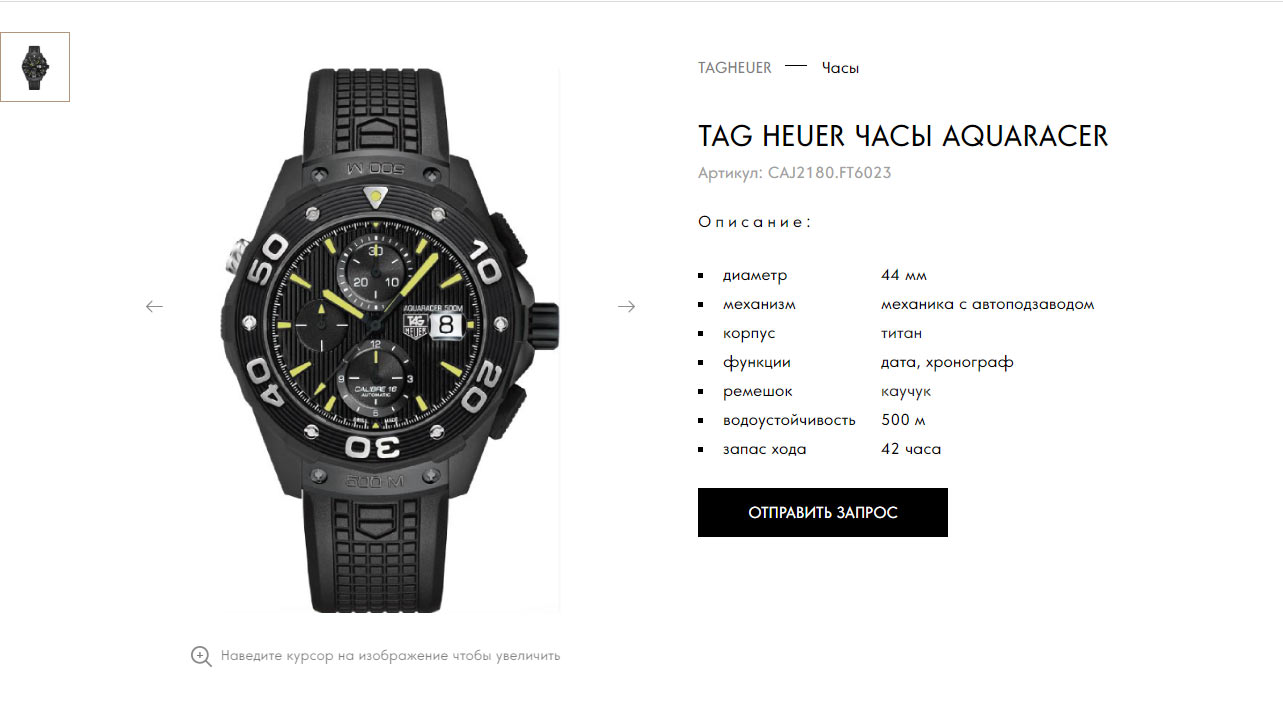 TAGHEUER — Часы
TAG HEUER ЧАСЫ AQUARACER
Артикул: CAJ2180.FT6023
Описание:
диаметр 44 мм
механизм механика с автоподзаводом
корпус титан
функции дата, хронограф
ремешок каучук
водоустойчивость 500 м
запас хода 42 часа
ОТПРАВИТЬ ЗАПРОС
500 M
50
10
30
20 10
AQUARACER 500M
TAG
HEUER
8
12
9 3
CALIBRE 16
AUTOMATIC
6
SWISS MADE
40
20
30
500 M
Наведите курсор на изображение чтобы увеличить